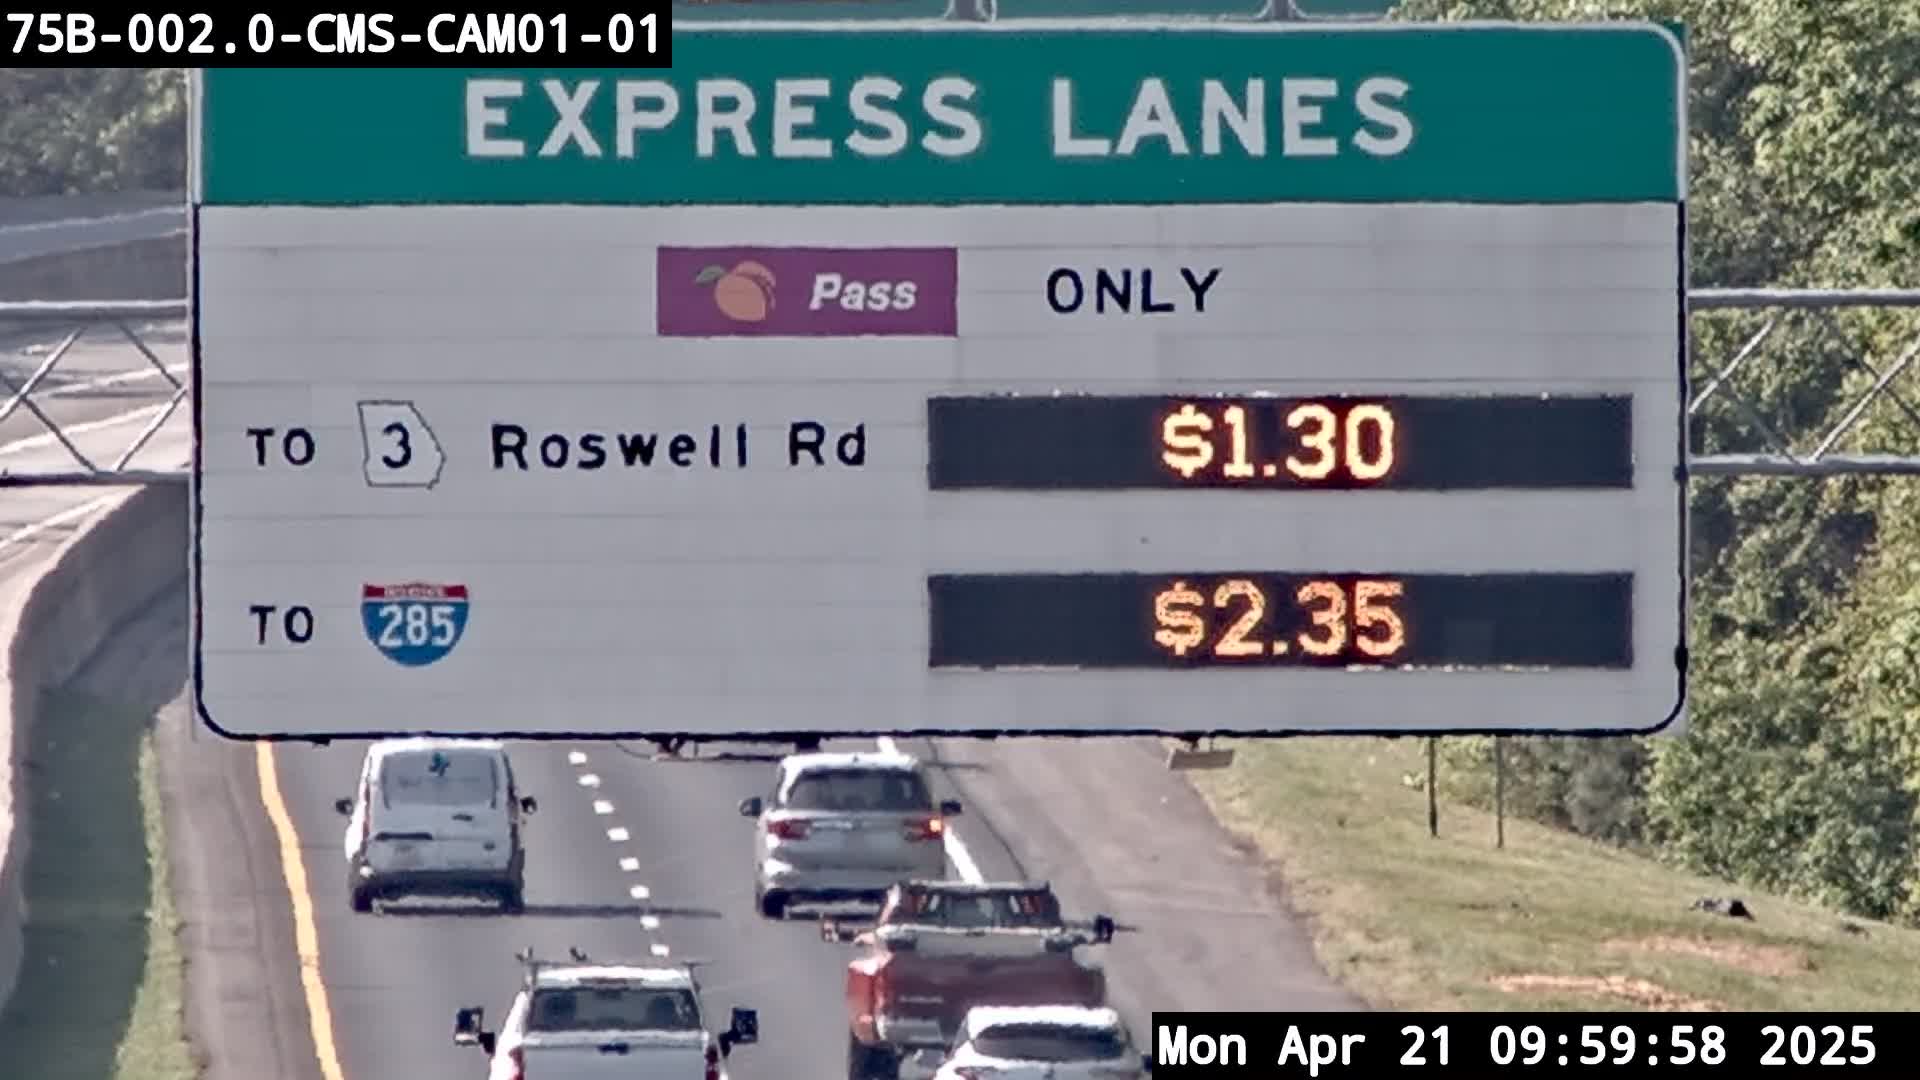 75B-002.0-CMS-CAM01-01
EXPRESS LANES
Pass ONLY
TO 3 Roswell Rd $1.30
TO 285 $2.35
Mon Apr 21 09:59:58 2025